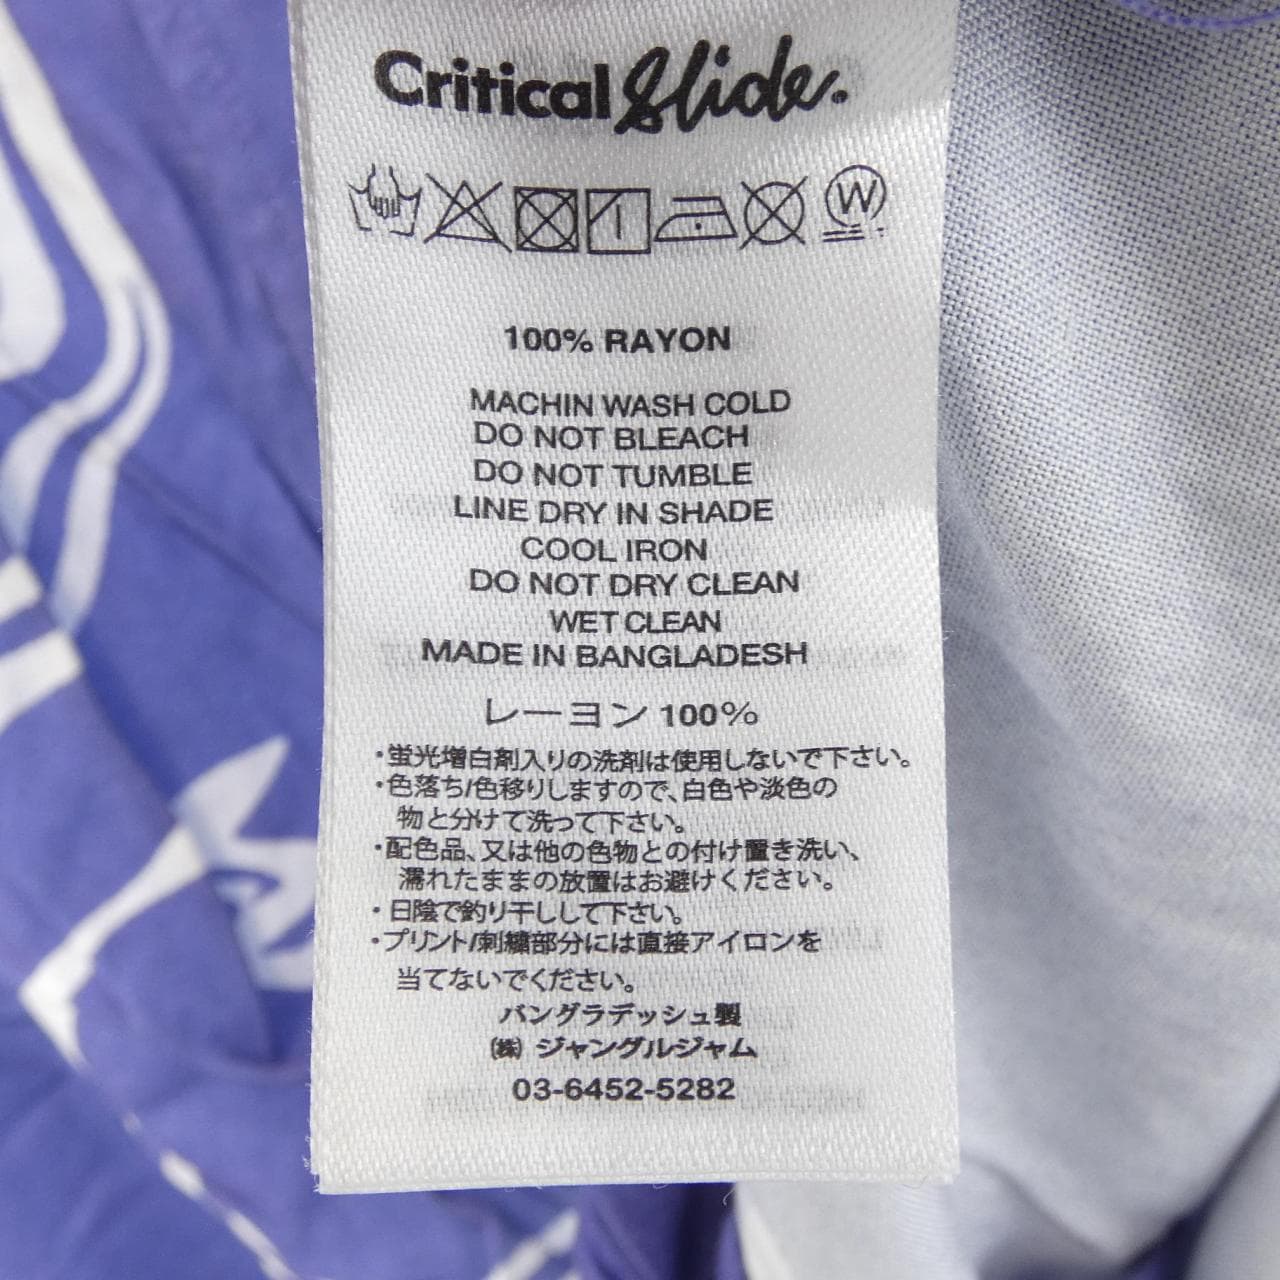 Critical Slide.
W
100% RAYON
MACHIN WASH COLD
DO NOT BLEACH
DO NOT TUMBLE
LINE DRY IN SHADE
COOL IRON
DO NOT DRY CLEAN
WET CLEAN
MADE IN BANGLADESH
レーヨン 100%
・蛍光増白剤入りの洗剤は使用しないで下さい。
・色落ち/色移りしますので、白色や淡色の
物と分けて洗って下さい。
・配色品、又は他の色物との付け置き洗い、
濡れたままの放置はお避けください。
・日陰で釣り干しして下さい。
・プリント/刺繍部分には直接アイロンを
当てないでください。
バングラデッシュ製
㈱ ジャングルジャム
03-6452-5282